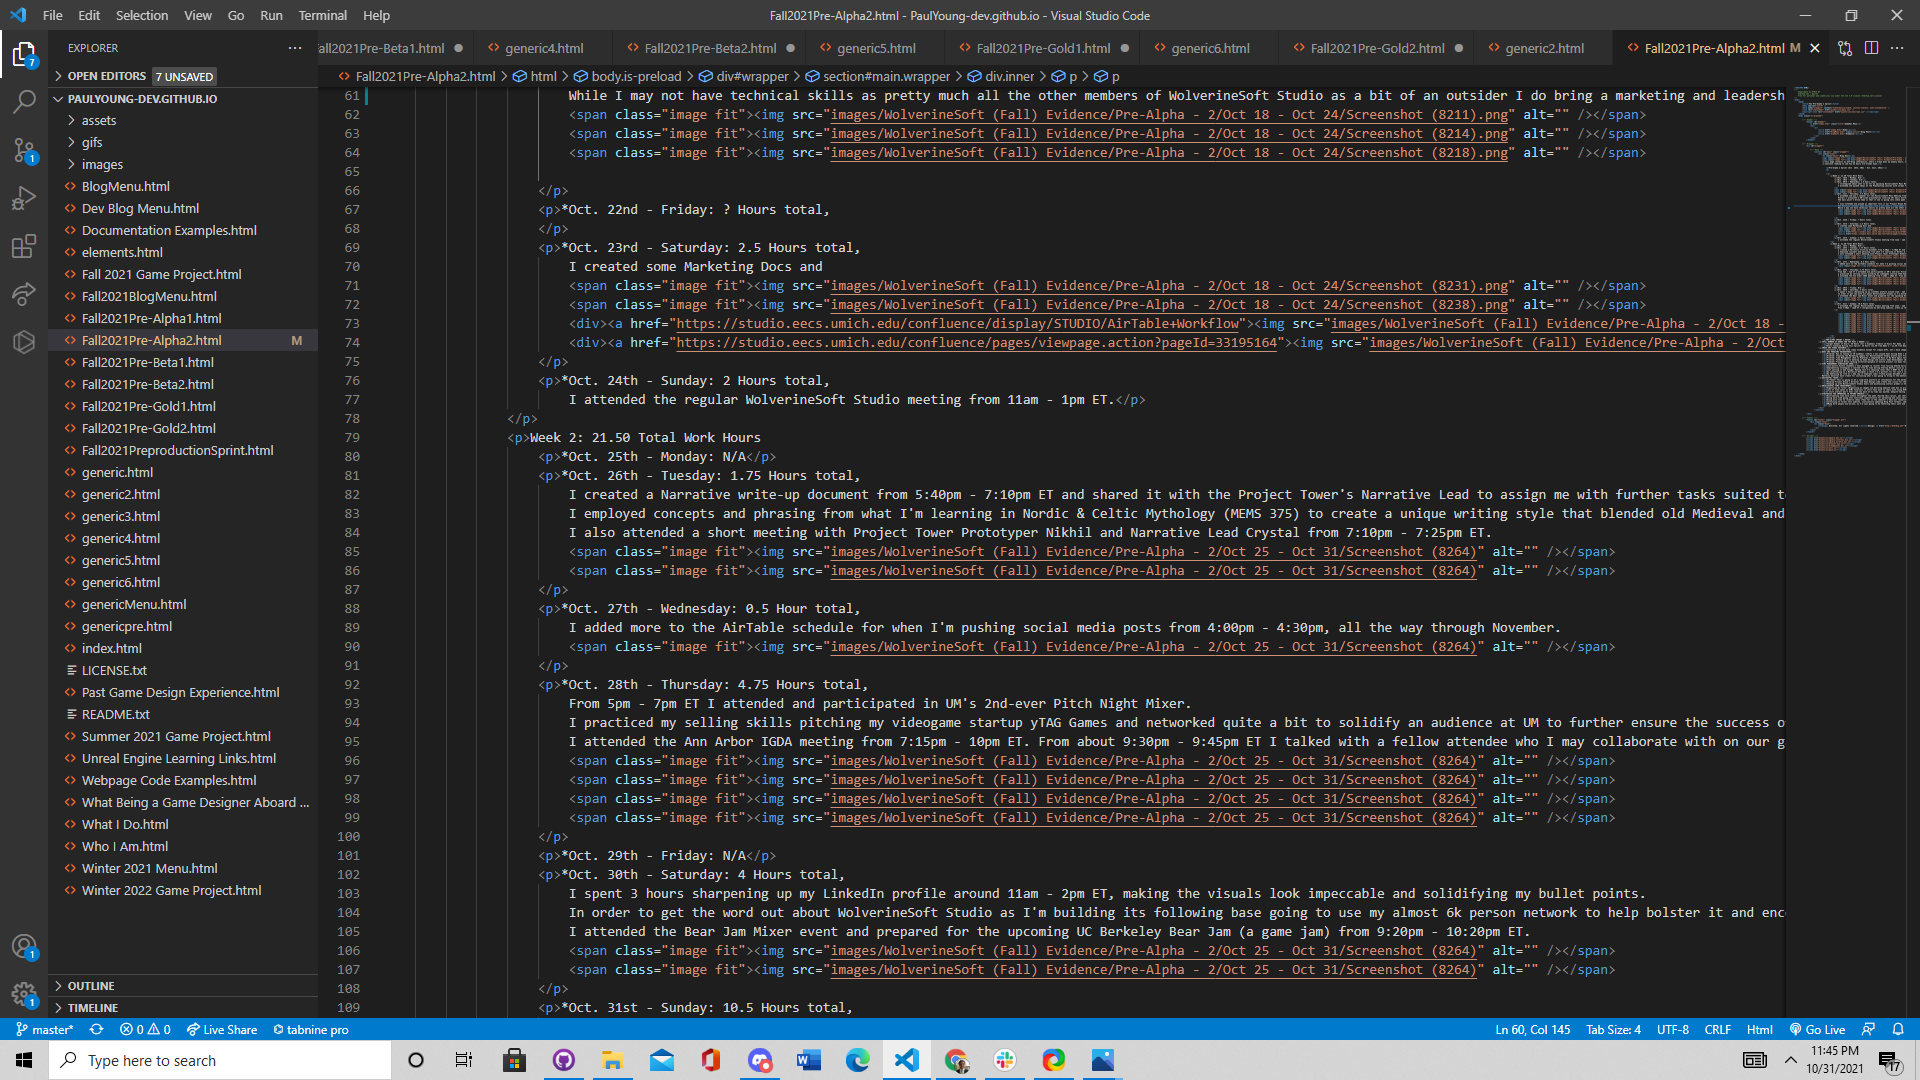 File Edit Selection View Go Run Terminal Help
Fall2021Pre-Alpha2.html - PaulYoung-dev.github.io - Visual Studio Code
EXPLORER
all2021Pre-Beta1.html generic4.html Fall2021Pre-Beta2.html generic5.html Fall2021Pre-Gold1.html generic6.html Fall2021Pre-Gold2.html generic2.html Fall2021Pre-Alpha2.html M
OPEN EDITORS 7 UNSAVED
Fall2021Pre-Alpha2.html > html > body.is-preload > div#wrapper > section#main.wrapper > div.inner > p > p
PAULYOUNG-DEV.GITHUB.IO
assets
gifs
images
BlogMenu.html
Dev Blog Menu.html
Documentation Examples.html
elements.html
Fall 2021 Game Project.html
Fall2021BlogMenu.html
Fall2021Pre-Alpha1.html
Fall2021Pre-Alpha2.html M
Fall2021Pre-Beta1.html
Fall2021Pre-Beta2.html
Fall2021Pre-Gold1.html
Fall2021Pre-Gold2.html
Fall2021PreproductionSprint.html
generic.html
generic2.html
generic3.html
generic4.html
generic5.html
generic6.html
genericMenu.html
genericpre.html
index.html
LICENSE.txt
Past Game Design Experience.html
README.txt
Summer 2021 Game Project.html
Unreal Engine Learning Links.html
Webpage Code Examples.html
What Being a Game Designer Aboard ...
What I Do.html
Who I Am.html
Winter 2021 Menu.html
Winter 2022 Game Project.html
OUTLINE
TIMELINE
7
1
1
1
61 While I may not have technical skills as pretty much all the other members of WolverineSoft Studio as a bit of an outsider I do bring a marketing and leadersh
62 <span class="image fit"><img src="images/WolverineSoft (Fall) Evidence/Pre-Alpha - 2/Oct 18 - Oct 24/Screenshot (8211).png" alt="" /></span>
63 <span class="image fit"><img src="images/WolverineSoft (Fall) Evidence/Pre-Alpha - 2/Oct 18 - Oct 24/Screenshot (8214).png" alt="" /></span>
64 <span class="image fit"><img src="images/WolverineSoft (Fall) Evidence/Pre-Alpha - 2/Oct 18 - Oct 24/Screenshot (8218).png" alt="" /></span>
65
66 </p>
67 <p>*Oct. 22nd - Friday: ? Hours total,
68 </p>
69 <p>*Oct. 23rd - Saturday: 2.5 Hours total,
70 I created some Marketing Docs and
71 <span class="image fit"><img src="images/WolverineSoft (Fall) Evidence/Pre-Alpha - 2/Oct 18 - Oct 24/Screenshot (8231).png" alt="" /></span>
72 <span class="image fit"><img src="images/WolverineSoft (Fall) Evidence/Pre-Alpha - 2/Oct 18 - Oct 24/Screenshot (8238).png" alt="" /></span>
73 <div><a href="https://studio.eecs.umich.edu/confluence/display/STUDIO/AirTable+Workflow"><img src="images/WolverineSoft (Fall) Evidence/Pre-Alpha - 2/Oct 18 -
74 <div><a href="https://studio.eecs.umich.edu/confluence/pages/viewpage.action?pageId=33195164"><img src="images/WolverineSoft (Fall) Evidence/Pre-Alpha - 2/Oct
75 </p>
76 <p>*Oct. 24th - Sunday: 2 Hours total,
77 I attended the regular WolverineSoft Studio meeting from 11am - 1pm ET.</p>
78 </p>
79 <p>Week 2: 21.50 Total Work Hours
80 <p>*Oct. 25th - Monday: N/A</p>
81 <p>*Oct. 26th - Tuesday: 1.75 Hours total,
82 I created a Narrative write-up document from 5:40pm - 7:10pm ET and shared it with the Project Tower's Narrative Lead to assign me with further tasks suited t
83 I employed concepts and phrasing from what I'm learning in Nordic & Celtic Mythology (MEMS 375) to create a unique writing style that blended old Medieval and
84 I also attended a short meeting with Project Tower Prototyper Nikhil and Narrative Lead Crystal from 7:10pm - 7:25pm ET.
85 <span class="image fit"><img src="images/WolverineSoft (Fall) Evidence/Pre-Alpha - 2/Oct 25 - Oct 31/Screenshot (8264)" alt="" /></span>
86 <span class="image fit"><img src="images/WolverineSoft (Fall) Evidence/Pre-Alpha - 2/Oct 25 - Oct 31/Screenshot (8264)" alt="" /></span>
87 </p>
88 <p>*Oct. 27th - Wednesday: 0.5 Hour total,
89 I added more to the AirTable schedule for when I'm pushing social media posts from 4:00pm - 4:30pm, all the way through November.
90 <span class="image fit"><img src="images/WolverineSoft (Fall) Evidence/Pre-Alpha - 2/Oct 25 - Oct 31/Screenshot (8264)" alt="" /></span>
91 </p>
92 <p>*Oct. 28th - Thursday: 4.75 Hours total,
93 From 5pm - 7pm ET I attended and participated in UM's 2nd-ever Pitch Night Mixer.
94 I practiced my selling skills pitching my videogame startup yTAG Games and networked quite a bit to solidify an audience at UM to further ensure the success o
95 I attended the Ann Arbor IGDA meeting from 7:15pm - 10pm ET. From about 9:30pm - 9:45pm ET I talked with a fellow attendee who I may collaborate with on our g
96 <span class="image fit"><img src="images/WolverineSoft (Fall) Evidence/Pre-Alpha - 2/Oct 25 - Oct 31/Screenshot (8264)" alt="" /></span>
97 <span class="image fit"><img src="images/WolverineSoft (Fall) Evidence/Pre-Alpha - 2/Oct 25 - Oct 31/Screenshot (8264)" alt="" /></span>
98 <span class="image fit"><img src="images/WolverineSoft (Fall) Evidence/Pre-Alpha - 2/Oct 25 - Oct 31/Screenshot (8264)" alt="" /></span>
99 <span class="image fit"><img src="images/WolverineSoft (Fall) Evidence/Pre-Alpha - 2/Oct 25 - Oct 31/Screenshot (8264)" alt="" /></span>
100 </p>
101 <p>*Oct. 29th - Friday: N/A</p>
102 <p>*Oct. 30th - Saturday: 4 Hours total,
103 I spent 3 hours sharpening up my LinkedIn profile around 11am - 2pm ET, making the visuals look impeccable and solidifying my bullet points.
104 In order to get the word out about WolverineSoft Studio as I'm building its following base going to use my almost 6k person network to help bolster it and enc
105 I attended the Bear Jam Mixer event and prepared for the upcoming UC Berkeley Bear Jam (a game jam) from 9:20pm - 10:20pm ET.
106 <span class="image fit"><img src="images/WolverineSoft (Fall) Evidence/Pre-Alpha - 2/Oct 25 - Oct 31/Screenshot (8264)" alt="" /></span>
107 <span class="image fit"><img src="images/WolverineSoft (Fall) Evidence/Pre-Alpha - 2/Oct 25 - Oct 31/Screenshot (8264)" alt="" /></span>
108 </p>
109 <p>*Oct. 31st - Sunday: 10.5 Hours total,
master* 0 0 Live Share tabnine pro
Ln 60, Col 145 Tab Size: 4 UTF-8 CRLF Html Go Live
Type here to search
11:45 PM
10/31/2021
17